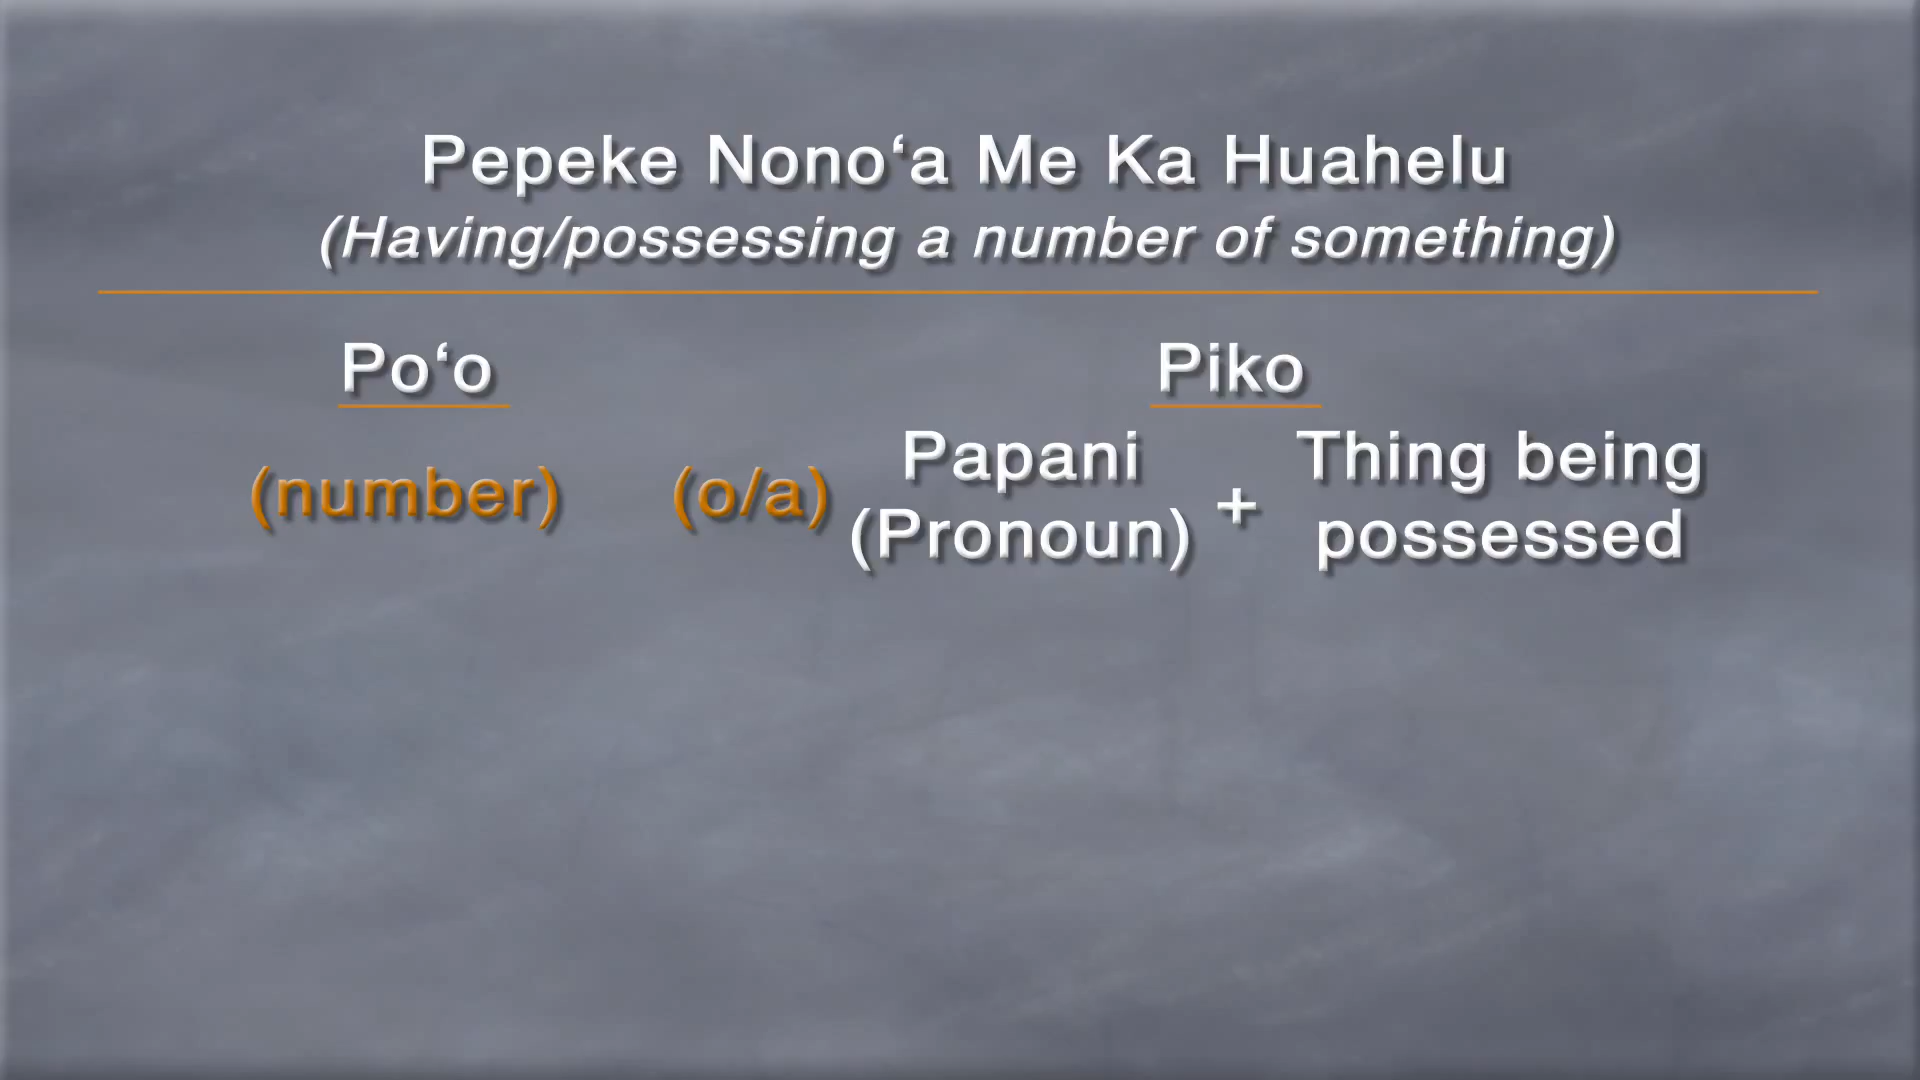 Pepeke Nonoʻa Me Ka Huahelu
(Having/possessing a number of something)
Poʻo
Piko
(number) (o/a) Papani (Pronoun) + Thing being possessed